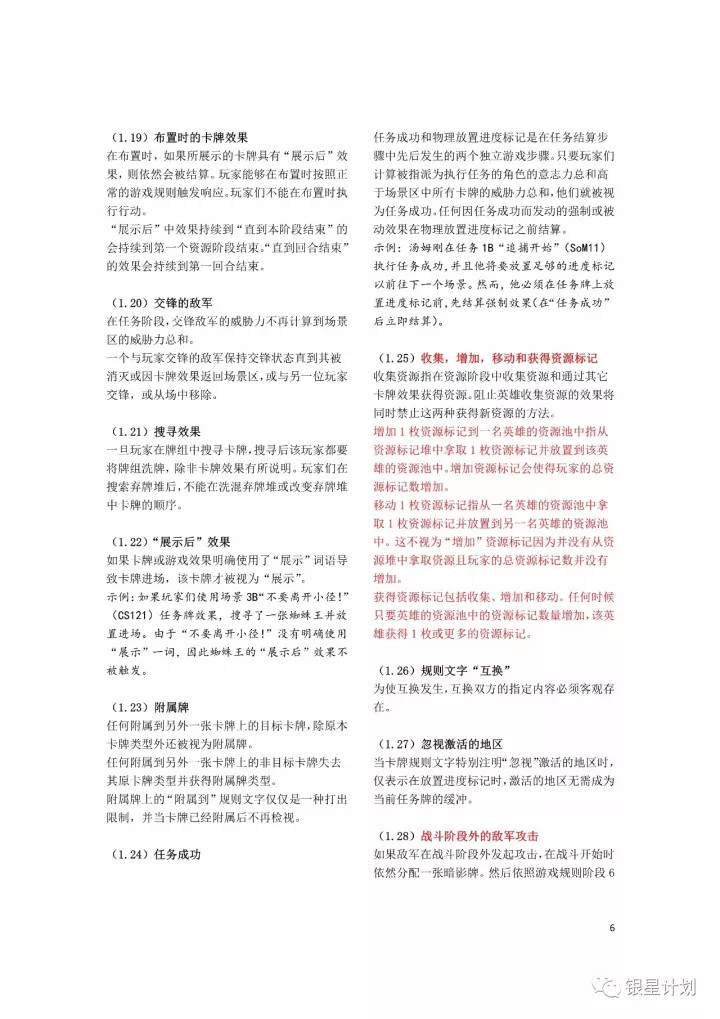 （1.19）布置时的卡牌效果
在布置时，如果所展示的卡牌具有“展示后”效
果，则依然会被结算。玩家能够在布置时按照正
常的游戏规则触发响应。玩家们不能在布置时执
行行动。
“展示后”中效果持续到“直到本阶段结束”的
会持续到第一个资源阶段结束。“直到回合结束”
的效果会持续到第一回合结束。
（1.20）交锋的敌军
在任务阶段，交锋敌军的威胁力不再计算到场景
区的威胁力总和。
一个与玩家交锋的敌军保持交锋状态直到其被
消灭或因卡牌效果返回场景区，或与另一位玩家
交锋，或从场中移除。
（1.21）搜寻效果
一旦玩家在牌组中搜寻卡牌，搜寻后该玩家都要
将牌组洗牌，除非卡牌效果有所说明。玩家们在
搜索弃牌堆后，不能在洗混弃牌堆或改变弃牌堆
中卡牌的顺序。
（1.22）“展示后”效果
如果卡牌或游戏效果明确使用了“展示”词语导
致卡牌进场，该卡牌才被视为“展示”。
示例：如果玩家们使用场景 3B“不要离开小径！”
（CS121）任务牌效果，搜寻了一张蜘蛛王并放
置进场。由于“不要离开小径！”没有明确使用
“展示”一词，因此蜘蛛王的“展示后”效果不
被触发。
（1.23）附属牌
任何附属到另外一张卡牌上的目标卡牌，除原本
卡牌类型外还被视为附属牌。
任何附属到另外一张卡牌上的非目标卡牌失去
其原卡牌类型并获得附属牌类型。
附属牌上的“附属到”规则文字仅仅是一种打出
限制，并当卡牌已经附属后不再检视。
（1.24）任务成功
任务成功和物理放置进度标记是在任务结算步
骤中先后发生的两个独立游戏步骤。只要玩家们
计算被指派为执行任务的角色的意志力总和高
于场景区中所有卡牌的威胁力总和，他们就被视
为任务成功。任何因任务成功而发动的强制或被
动效果在物理放置进度标记之前结算。
示例：汤姆刚在任务 1B“追捕开始”（SoM11）
执行任务成功，并且他将要放置足够的进度标记
以前往下一个场景。然而，他必须在任务牌上放
置进度标记前，先结算强制效果（在“任务成功”
后立即结算）。
（1.25）收集，增加，移动和获得资源标记
收集资源指在资源阶段中收集资源和通过其它
卡牌效果获得资源。阻止英雄收集资源的效果将
同时禁止这两种获得新资源的方法。
增加 1 枚资源标记到一名英雄的资源池中指从
资源标记堆中拿取 1 枚资源标记并放置到该英
雄的资源池中。增加资源标记会使得玩家的总资
源标记数增加。
移动 1 枚资源标记指从一名英雄的资源池中拿
取 1 枚资源标记并放置到另一名英雄的资源池
中。这不视为“增加”资源标记因为并没有从资
源堆中拿取资源且玩家的总资源标记数并没有
增加。
获得资源标记包括收集、增加和移动。任何时候
只要英雄的资源池中的资源标记数量增加，该英
雄获得 1 枚或更多的资源标记。
（1.26）规则文字“互换”
为使互换发生，互换双方的指定内容必须客观存
在。
（1.27）忽视激活的地区
当卡牌规则文字特别注明“忽视”激活的地区时，
仅表示在放置进度标记时，激活的地区无需成为
当前任务牌的缓冲。
（1.28）战斗阶段外的敌军攻击
如果敌军在战斗阶段外发起攻击，在战斗开始时
依然分配一张暗影牌。然后依照游戏规则阶段 6
6
银星计划